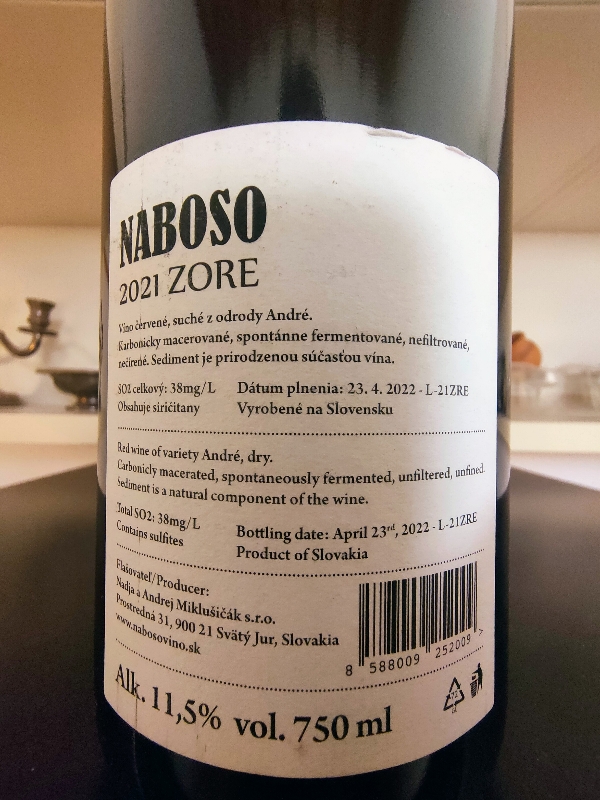 NABOSO
2021 ZORE
Víno červené, suché z odrody André.
Karbonicky macerované, spontánne fermentované, nefiltrované,
nečírené. Sediment je prirodzenou súčasťou vína.
SO2 celkový: 38mg/L
Obsahuje siričitany
Dátum plnenia: 23. 4. 2022 - L-21ZRE
Vyrobené na Slovensku
Red wine of variety André, dry.
Carbonicly macerated, spontaneously fermented, unfiltered, unfined.
Sediment is a natural component of the wine.
Total SO2: 38mg/L
Contains sulfites
Bottling date: April 23rd, 2022 - L-21ZRE
Product of Slovakia
Fľašovateľ/Producer:
Nadja a Andrej Miklušičák s.r.o.
Prostredná 31, 900 21 Svätý Jur, Slovakia
www.nabosovino.sk
8 588009 252009 >
Alk. 11,5% vol. 750 ml